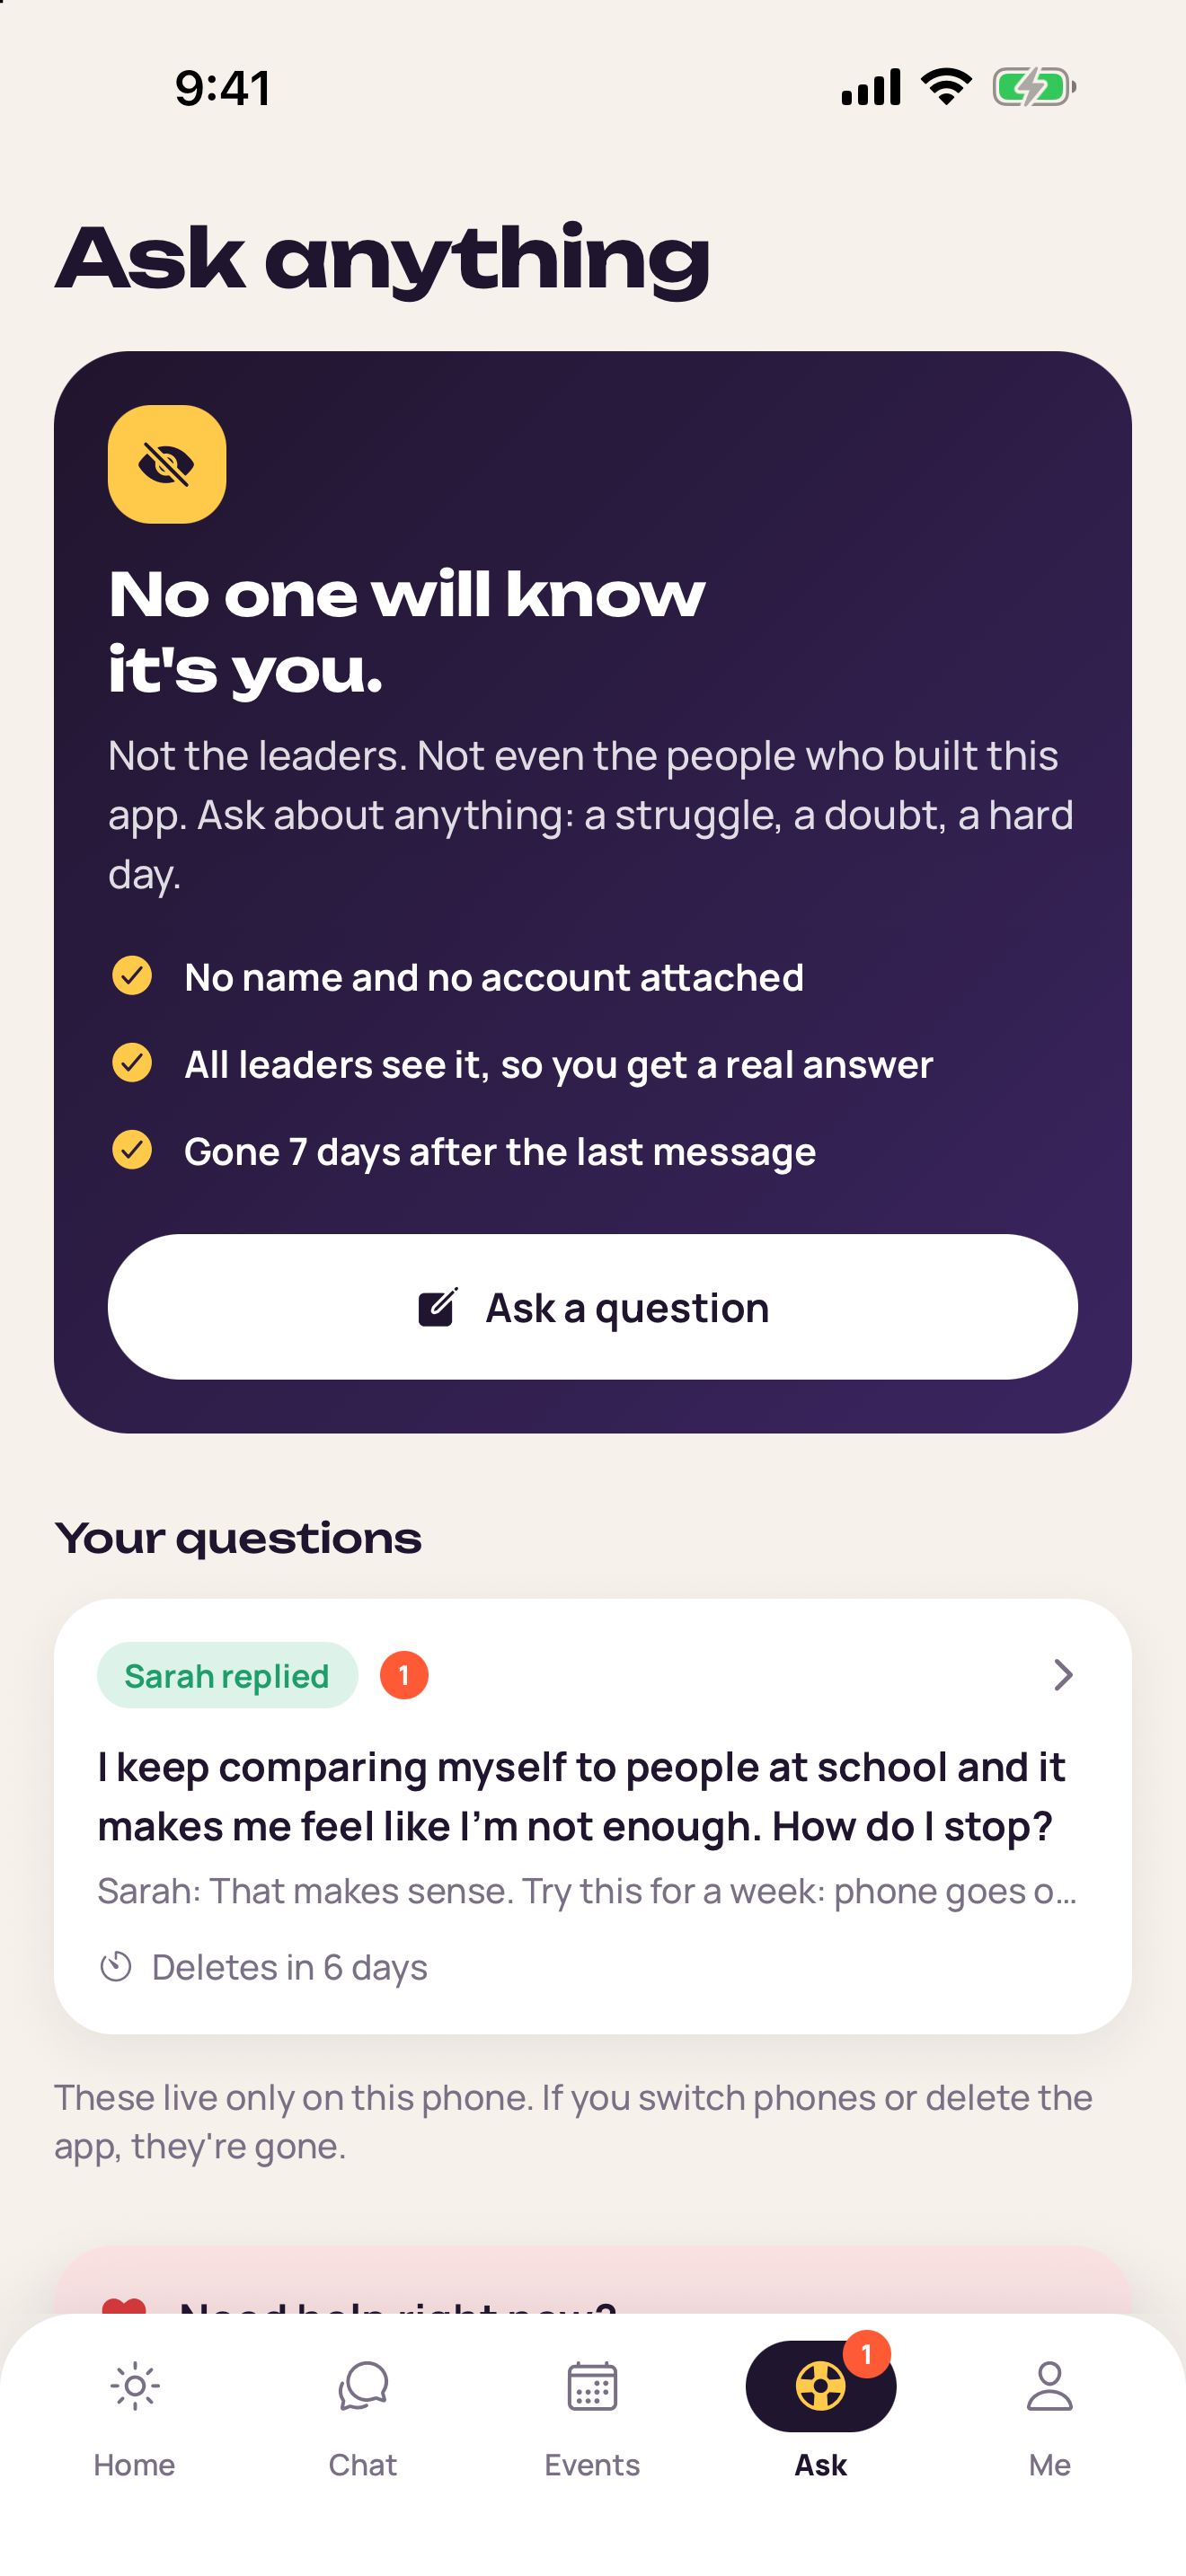 9:41
Ask anything
No one will know
it's you.
Not the leaders. Not even the people who built this
app. Ask about anything: a struggle, a doubt, a hard
day.
No name and no account attached
All leaders see it, so you get a real answer
Gone 7 days after the last message
Ask a question
Your questions
Sarah replied 1
I keep comparing myself to people at school and it
makes me feel like I’m not enough. How do I stop?
Sarah: That makes sense. Try this for a week: phone goes o…
Deletes in 6 days
These live only on this phone. If you switch phones or delete the
app, they're gone.
Need help right now?
1
Home Chat Events Ask Me